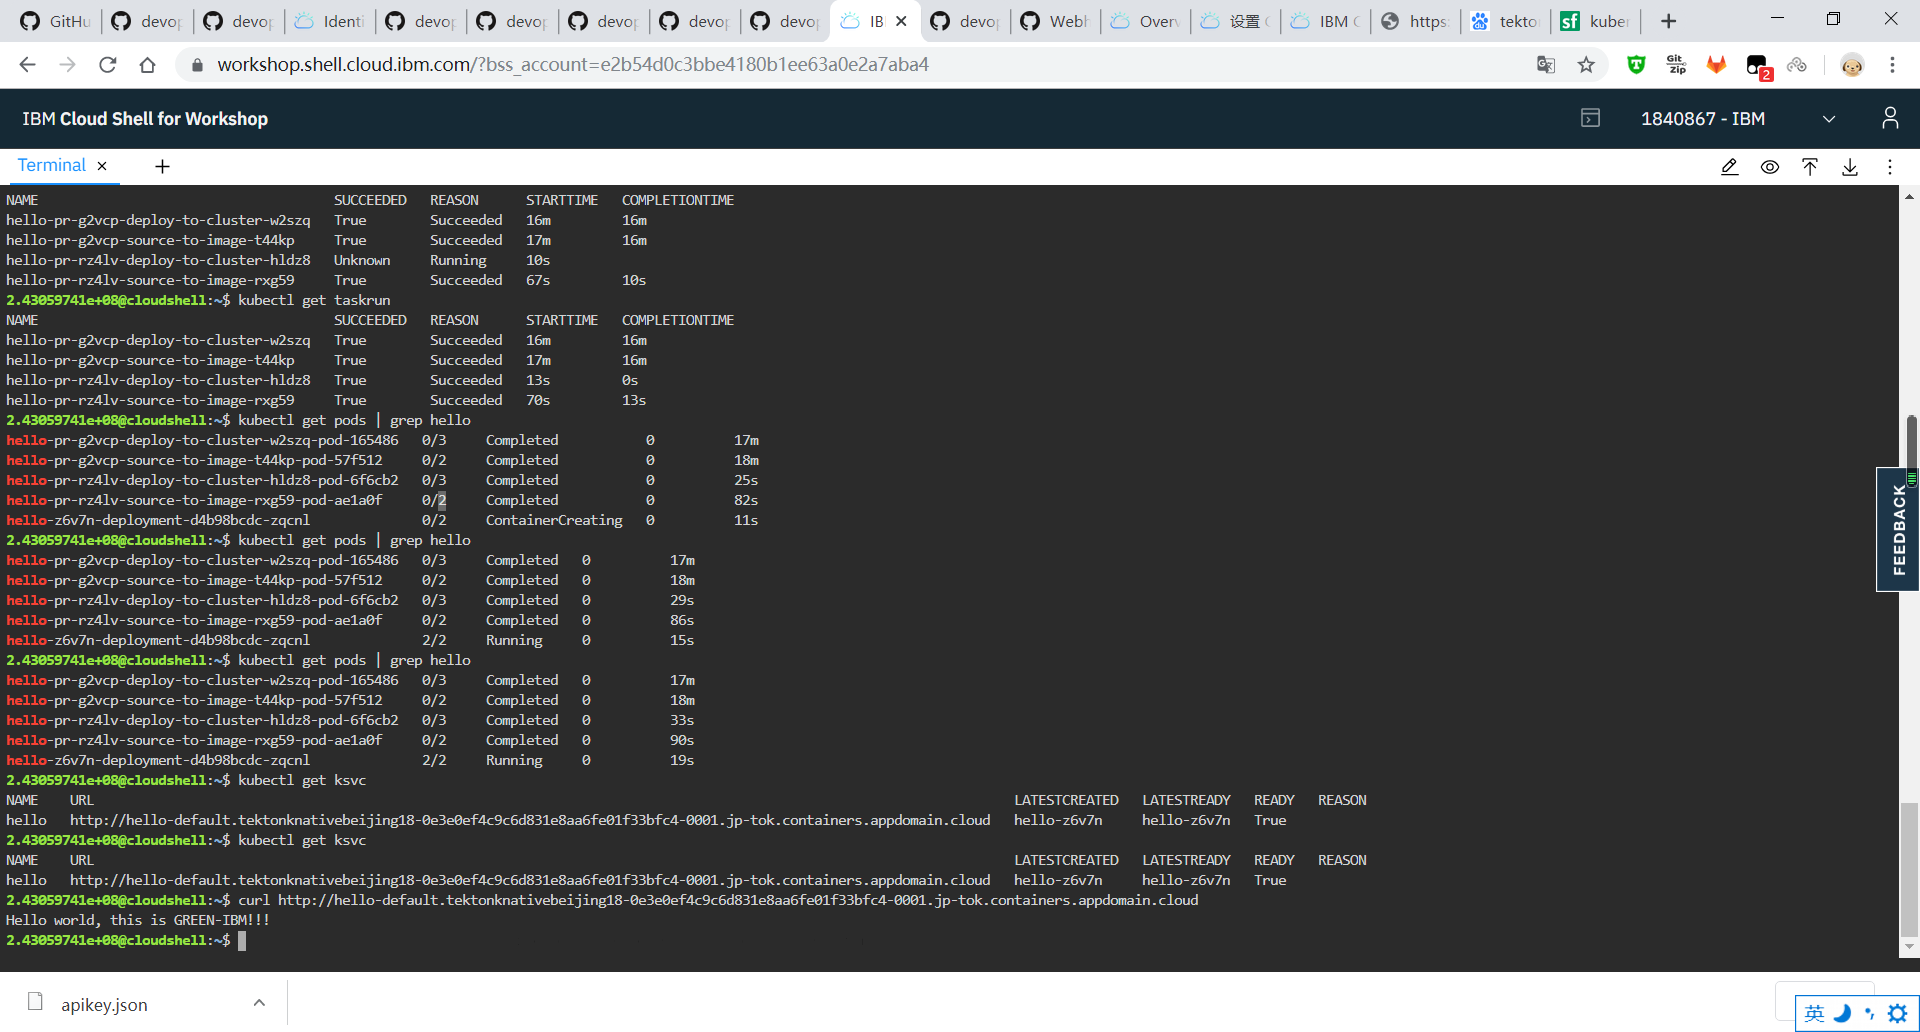 GitHu devop devop Identi devop devop devop devop devop IB devop Webh Overv 设置 IBM C https: tekto kuber
workshop.shell.cloud.ibm.com/?bss_account=e2b54d0c3bbe4180b1ee63a0e2a7aba4 Git Zip 2
IBM Cloud Shell for Workshop 1840867 - IBM
Terminal
NAME SUCCEEDED REASON STARTTIME COMPLETIONTIME
hello-pr-g2vcp-deploy-to-cluster-w2szq True Succeeded 16m 16m
hello-pr-g2vcp-source-to-image-t44kp True Succeeded 17m 16m
hello-pr-rz4lv-deploy-to-cluster-hldz8 Unknown Running 10s
hello-pr-rz4lv-source-to-image-rxg59 True Succeeded 67s 10s
2.43059741e+08@cloudshell:~$ kubectl get taskrun
NAME SUCCEEDED REASON STARTTIME COMPLETIONTIME
hello-pr-g2vcp-deploy-to-cluster-w2szq True Succeeded 16m 16m
hello-pr-g2vcp-source-to-image-t44kp True Succeeded 17m 16m
hello-pr-rz4lv-deploy-to-cluster-hldz8 True Succeeded 13s 0s
hello-pr-rz4lv-source-to-image-rxg59 True Succeeded 70s 13s
2.43059741e+08@cloudshell:~$ kubectl get pods | grep hello
hello-pr-g2vcp-deploy-to-cluster-w2szq-pod-165486 0/3 Completed 0 17m
hello-pr-g2vcp-source-to-image-t44kp-pod-57f512 0/2 Completed 0 18m
hello-pr-rz4lv-deploy-to-cluster-hldz8-pod-6f6cb2 0/3 Completed 0 25s
hello-pr-rz4lv-source-to-image-rxg59-pod-ae1a0f 0/2 Completed 0 82s
hello-z6v7n-deployment-d4b98bcdc-zqcnl 0/2 ContainerCreating 0 11s
2.43059741e+08@cloudshell:~$ kubectl get pods | grep hello
hello-pr-g2vcp-deploy-to-cluster-w2szq-pod-165486 0/3 Completed 0 17m
hello-pr-g2vcp-source-to-image-t44kp-pod-57f512 0/2 Completed 0 18m
hello-pr-rz4lv-deploy-to-cluster-hldz8-pod-6f6cb2 0/3 Completed 0 29s
hello-pr-rz4lv-source-to-image-rxg59-pod-ae1a0f 0/2 Completed 0 86s
hello-z6v7n-deployment-d4b98bcdc-zqcnl 2/2 Running 0 15s
2.43059741e+08@cloudshell:~$ kubectl get pods | grep hello
hello-pr-g2vcp-deploy-to-cluster-w2szq-pod-165486 0/3 Completed 0 17m
hello-pr-g2vcp-source-to-image-t44kp-pod-57f512 0/2 Completed 0 18m
hello-pr-rz4lv-deploy-to-cluster-hldz8-pod-6f6cb2 0/3 Completed 0 33s
hello-pr-rz4lv-source-to-image-rxg59-pod-ae1a0f 0/2 Completed 0 90s
hello-z6v7n-deployment-d4b98bcdc-zqcnl 2/2 Running 0 19s
2.43059741e+08@cloudshell:~$ kubectl get ksvc
NAME URL LATESTCREATED LATESTREADY READY REASON
hello http://hello-default.tektonknativebeijing18-0e3e0ef4c9c6d831e8aa6fe01f33bfc4-0001.jp-tok.containers.appdomain.cloud hello-z6v7n hello-z6v7n True
2.43059741e+08@cloudshell:~$ kubectl get ksvc
NAME URL LATESTCREATED LATESTREADY READY REASON
hello http://hello-default.tektonknativebeijing18-0e3e0ef4c9c6d831e8aa6fe01f33bfc4-0001.jp-tok.containers.appdomain.cloud hello-z6v7n hello-z6v7n True
2.43059741e+08@cloudshell:~$ curl http://hello-default.tektonknativebeijing18-0e3e0ef4c9c6d831e8aa6fe01f33bfc4-0001.jp-tok.containers.appdomain.cloud
Hello world, this is GREEN-IBM!!!
2.43059741e+08@cloudshell:~$
FEEDBACK
apikey.json
英